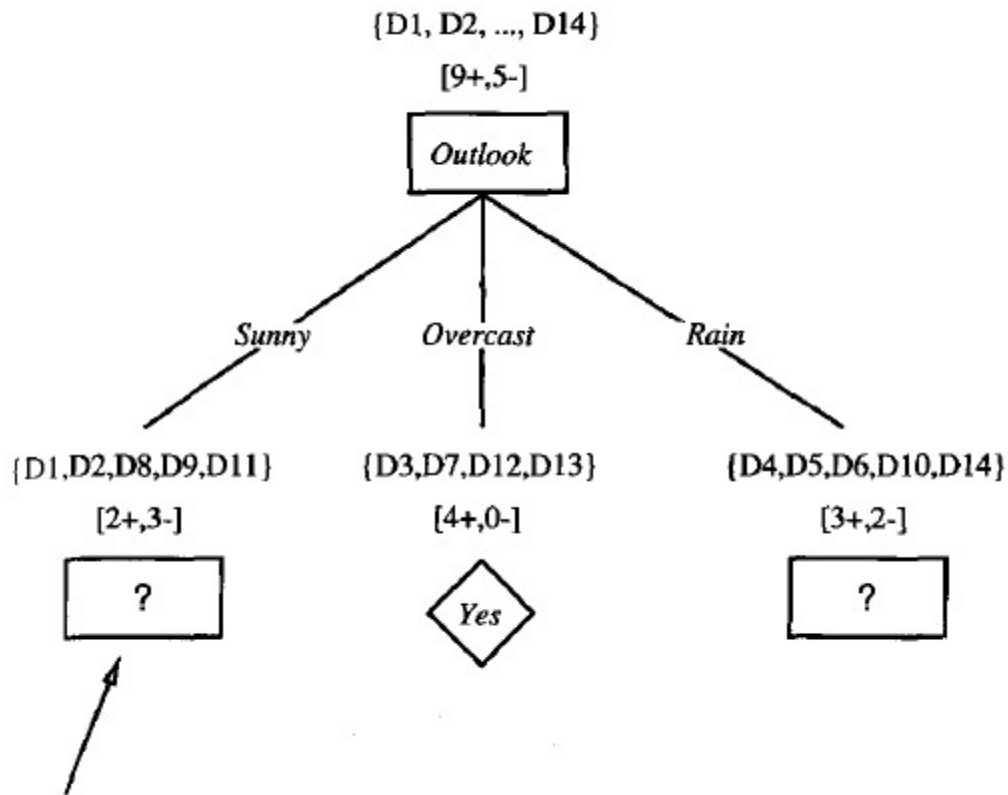 {D1, D2, ..., D14}
[9+,5-]
Outlook
Sunny Overcast Rain
{D1,D2,D8,D9,D11} {D3,D7,D12,D13} {D4,D5,D6,D10,D14}
[2+,3-] [4+,0-] [3+,2-]
? Yes ?